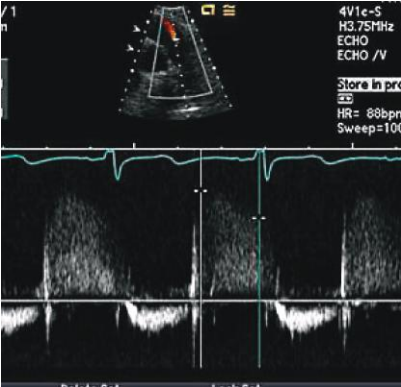 / 1
m
4V1c-S
H3.75MHz
ECHO
ECHO /V
Store in pro
HR= 88bpm
Sweep=100